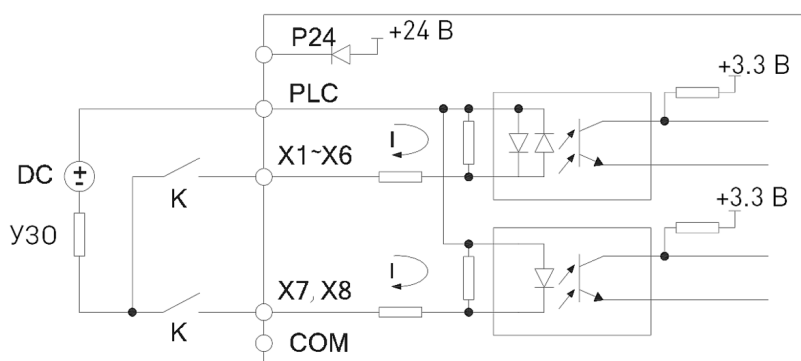 P24
+24 В
PLC
+3.3 В
I
X1~X6
DC
K
УЗО
+3.3 В
I
X7, X8
K
COM